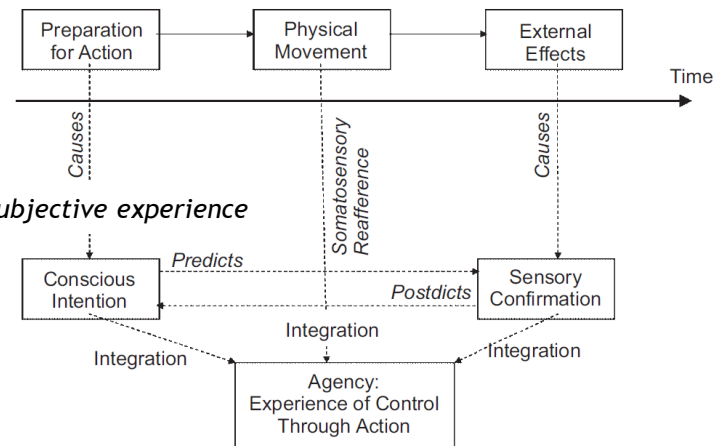 Preparation
for Action
Physical
Movement
External
Effects
Time
Causes
Somatosensory
Reafference
Causes
ubjective experience
Predicts
Conscious
Intention
Sensory
Confirmation
Postdicts
Integration
Integration
Integration
Agency:
Experience of Control
Through Action